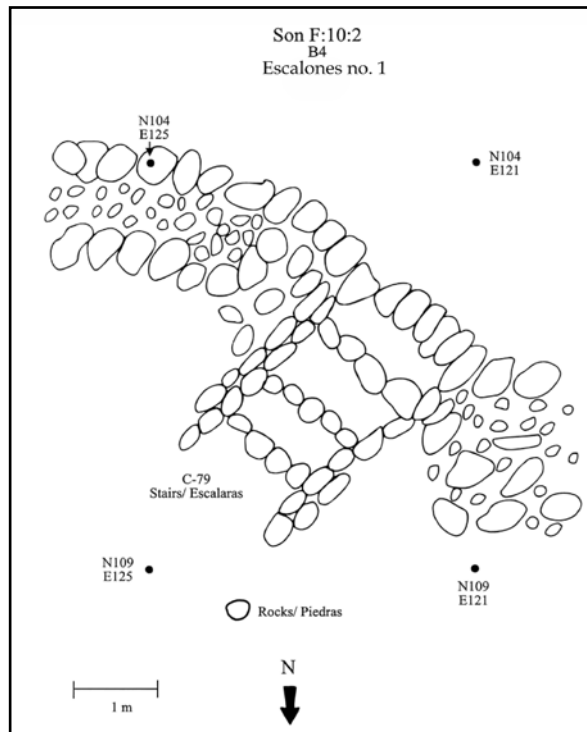 Son F:10:2
B4
Escalones no. 1
N104
E125
N104
E121
C-79
Stairs/ Escalaras
N109
E125
N109
E121
Rocks/ Piedras
1 m
N